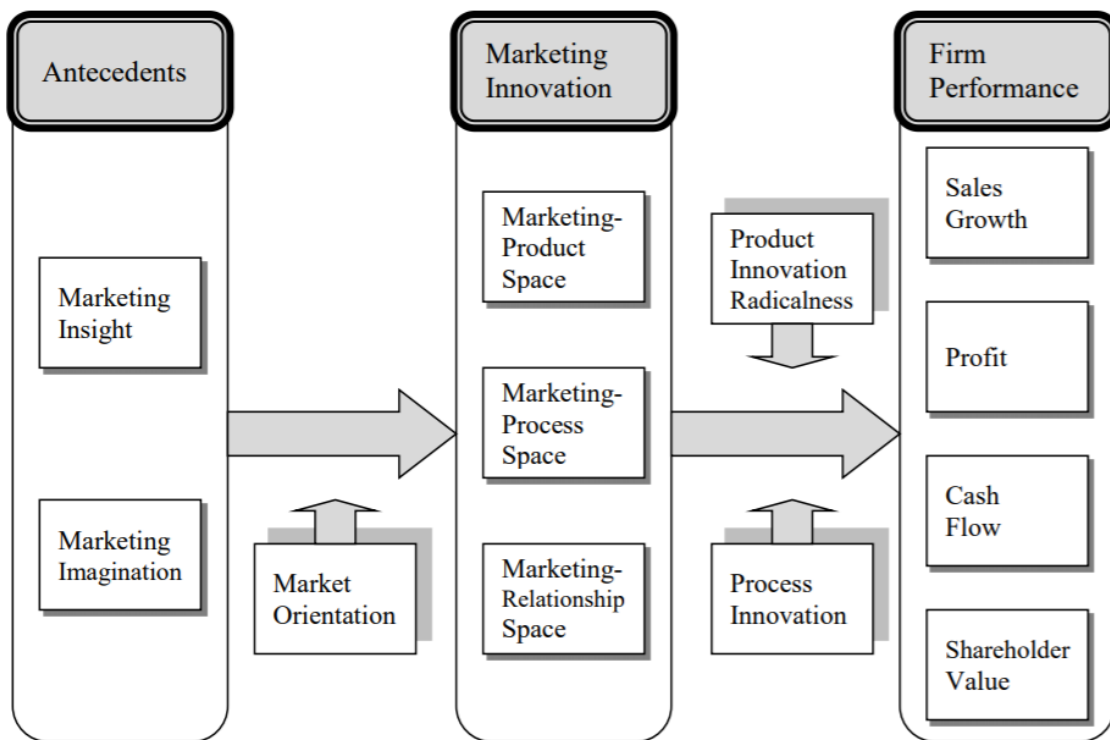 Antecedents
Marketing
Insight
Marketing
Imagination
Market
Orientation
Marketing
Innovation
Marketing-
Product
Space
Marketing-
Process
Space
Marketing-
Relationship
Space
Product
Innovation
Radicalness
Process
Innovation
Firm
Performance
Sales
Growth
Profit
Cash
Flow
Shareholder
Value